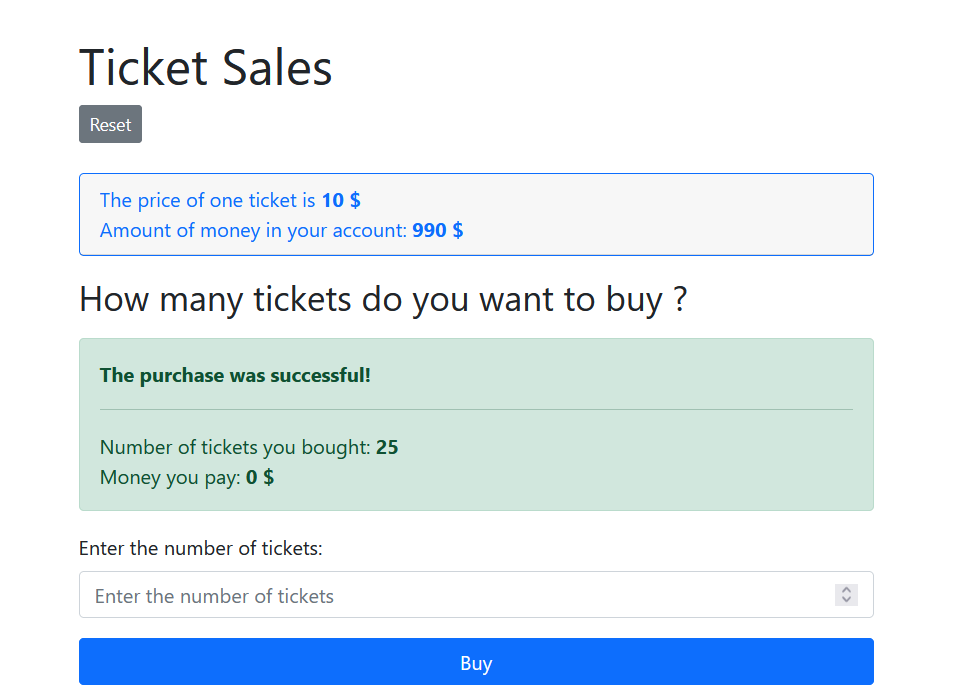 Ticket Sales
Reset
The price of one ticket is 10 $
Amount of money in your account: 990 $
How many tickets do you want to buy ?
The purchase was successful!
Number of tickets you bought: 25
Money you pay: 0 $
Enter the number of tickets:
Enter the number of tickets
Buy